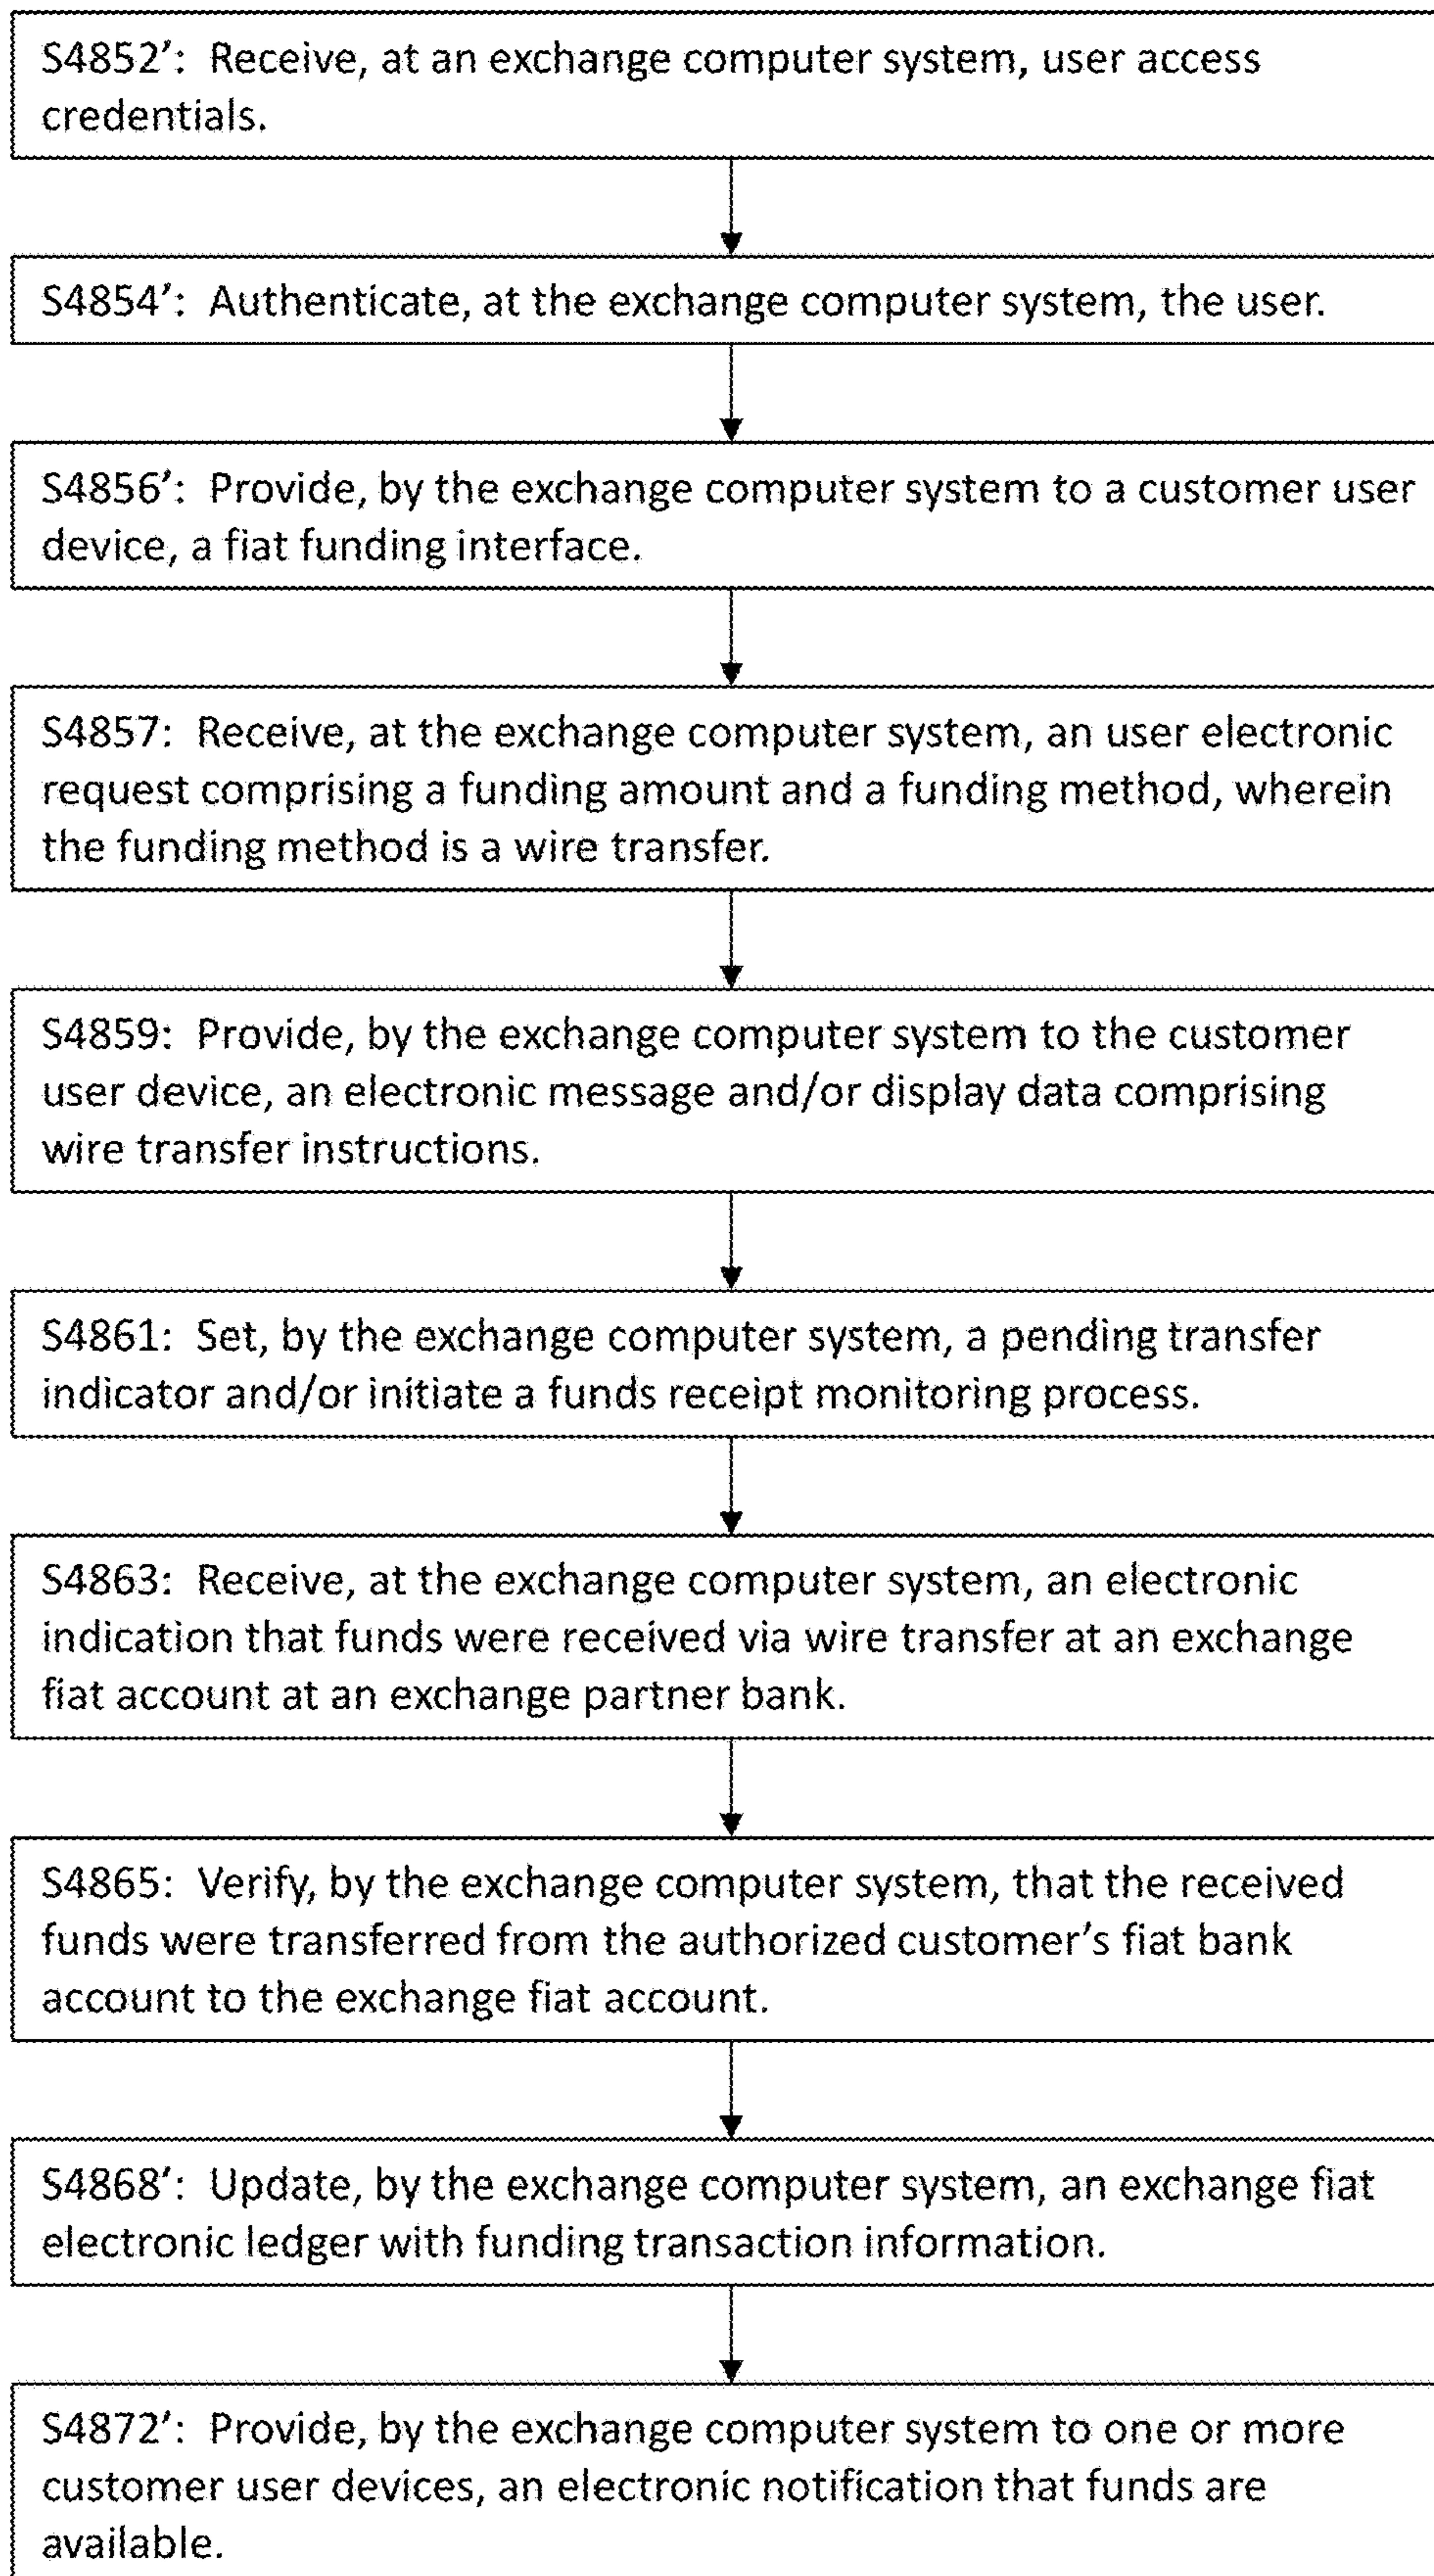 S4852’: Receive, at an exchange computer system, user access
credentials.
S4854’: Authenticate, at the exchange computer system, the user.
S4856’: Provide, by the exchange computer system to a customer user
device, a fiat funding interface.
S4857: Receive, at the exchange computer system, an user electronic
request comprising a funding amount and a funding method, wherein
the funding method is a wire transfer.
S4859: Provide, by the exchange computer system to the customer
user device, an electronic message and/or display data comprising
wire transfer instructions.
S4861: Set, by the exchange computer system, a pending transfer
indicator and/or initiate a funds receipt monitoring process.
S4863: Receive, at the exchange computer system, an electronic
indication that funds were received via wire transfer at an exchange
fiat account at an exchange partner bank.
S4865: Verify, by the exchange computer system, that the received
funds were transferred from the authorized customer’s fiat bank
account to the exchange fiat account.
S4868’: Update, by the exchange computer system, an exchange fiat
electronic ledger with funding transaction information.
S4872’: Provide, by the exchange computer system to one or more
customer user devices, an electronic notification that funds are
available.